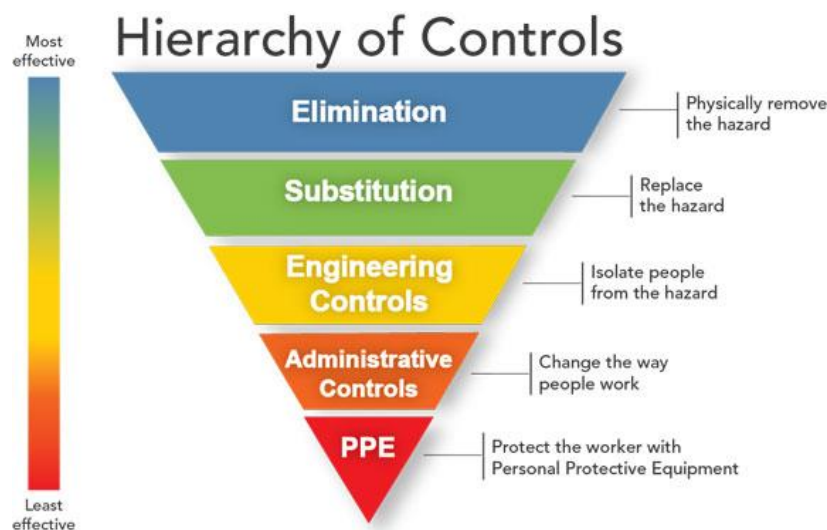 Hierarchy of Controls
Most
effective
Elimination
Physically remove
the hazard
Substitution
Replace
the hazard
Engineering
Controls
Isolate people
from the hazard
Administrative
Controls
Change the way
people work
PPE
Protect the worker with
Personal Protective Equipment
Least
effective